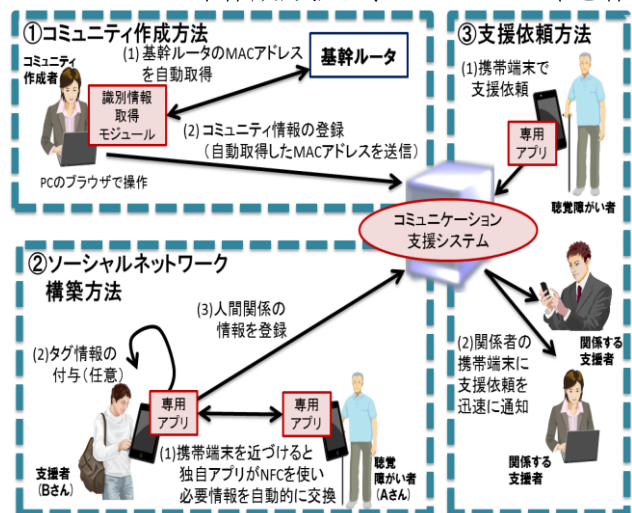 ①コミュニティ作成方法
コミュニティ
作成者
(1) 基幹ルータのMACアドレス
を自動取得
基幹ルータ
識別情報
取得
モジュール
(2) コミュニティ情報の登録
(自動取得したMACアドレスを送信)
PCのブラウザで操作
コミュニケーション
支援システム
②ソーシャルネットワーク
構築方法
(3)人間関係の
情報を登録
(2)タグ情報の
付与(任意)
専用
アプリ
専用
アプリ
(1)携帯端末を近づけると
独自アプリがNFCを使い
必要情報を自動的に交換
支援者
(Bさん)
聴覚
障がい者
(Aさん)
③支援依頼方法
(1)携帯端末で
支援依頼
専用
アプリ
聴覚障がい者
(2)関係者の
携帯端末に
支援依頼を
迅速に通知
関係する
支援者
関係する
支援者